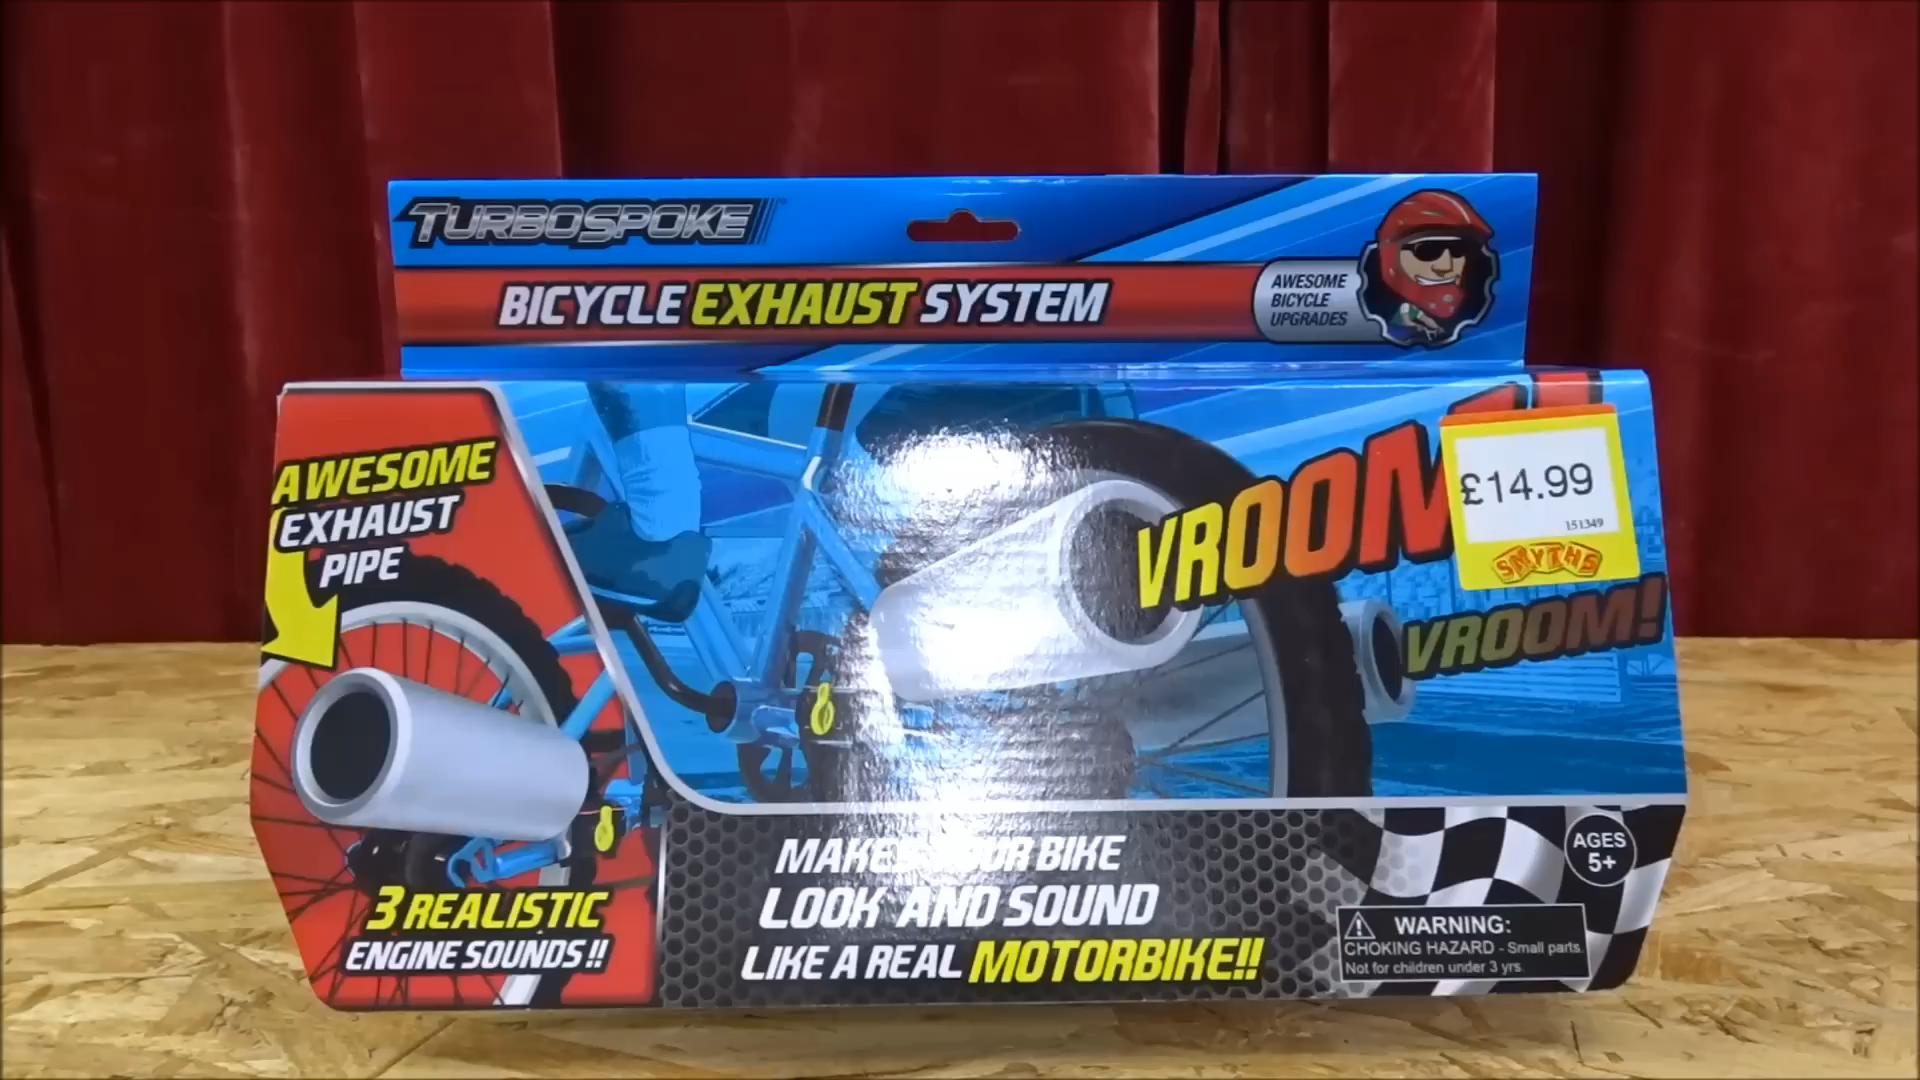 TURBOSPOKE
BICYCLE EXHAUST SYSTEM
AWESOME
BICYCLE
UPGRADES
AWESOME
EXHAUST
PIPE
VROOM
£14.99
151349
SMYTHS
VROOM!
3 REALISTIC
ENGINE SOUNDS!!
MAKES YOUR BIKE
LOOK AND SOUND
LIKE A REAL MOTORBIKE!!
AGES
5+
WARNING:
CHOKING HAZARD - Small parts.
Not for children under 3 yrs.